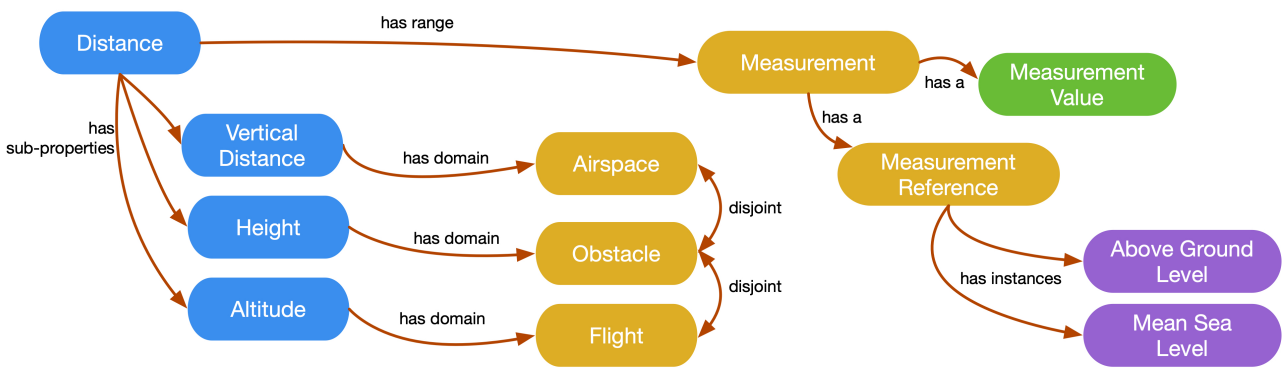 Distance
has range
Measurement
has a
Measurement
Value
has a
has
sub-properties
Vertical
Distance
has domain
Airspace
Measurement
Reference
disjoint
Height
has domain
Obstacle
Above Ground
Level
has instances
disjoint
Altitude
has domain
Flight
Mean Sea
Level